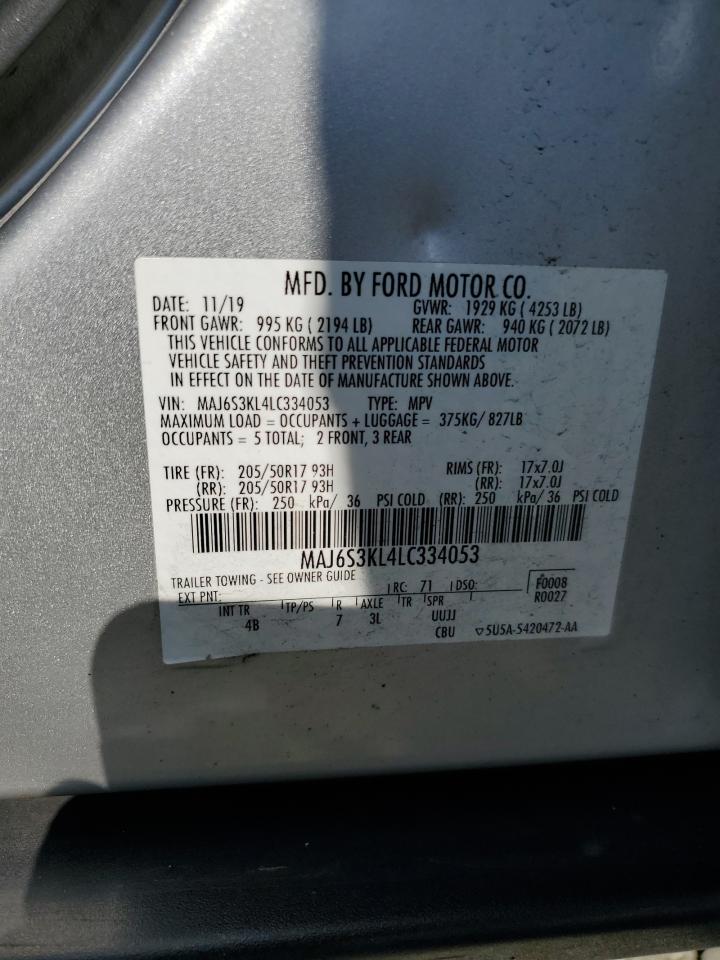 MFD. BY FORD MOTOR CO.
DATE: 11/19 GVWR: 1929 KG ( 4253 LB)
FRONT GAWR: 995 KG ( 2194 LB) REAR GAWR: 940 KG ( 2072 LB)
THIS VEHICLE CONFORMS TO ALL APPLICABLE FEDERAL MOTOR
VEHICLE SAFETY AND THEFT PREVENTION STANDARDS
IN EFFECT ON THE DATE OF MANUFACTURE SHOWN ABOVE.
VIN: MAJ6S3KL4LC334053 TYPE: MPV
MAXIMUM LOAD = OCCUPANTS + LUGGAGE = 375KG/ 827LB
OCCUPANTS = 5 TOTAL; 2 FRONT, 3 REAR
TIRE (FR): 205/50R17 93H RIMS (FR): 17x7.0J
(RR): 205/50R17 93H (RR): 17x7.0J
PRESSURE (FR): 250 kPa/ 36 PSI COLD (RR): 250 kPa/ 36 PSI COLD
MAJ6S3KL4LC334053
TRAILER TOWING - SEE OWNER GUIDE
EXT PNT: RC: 71 DSO: F0008
R0027
INT TR TP/PS R AXLE TR SPR
4B 7 3L UUJJ
CBU ▽5U5A-5420472-AA